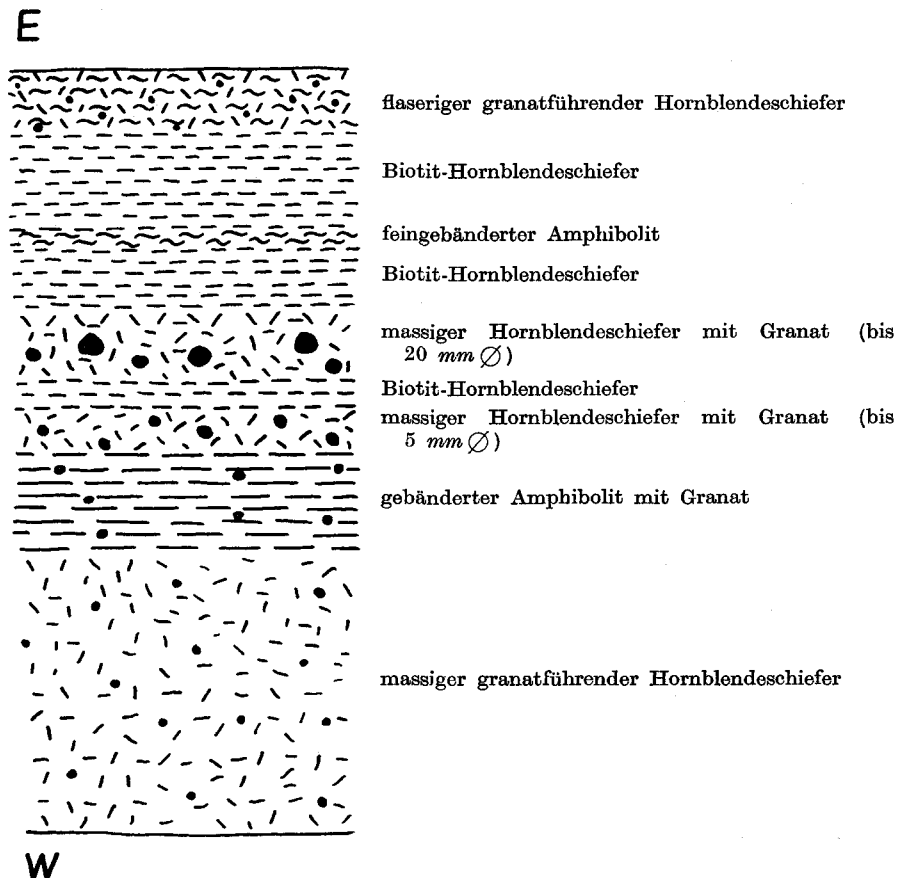 E
flaseriger granatführender Hornblendeschiefer
Biotit-Hornblendeschiefer
feingebänderter Amphibolit
Biotit-Hornblendeschiefer
massiger Hornblendeschiefer mit Granat (bis
20 mm ∅)
Biotit-Hornblendeschiefer
massiger Hornblendeschiefer mit Granat (bis
5 mm ∅)
gebänderter Amphibolit mit Granat
massiger granatführender Hornblendeschiefer
W